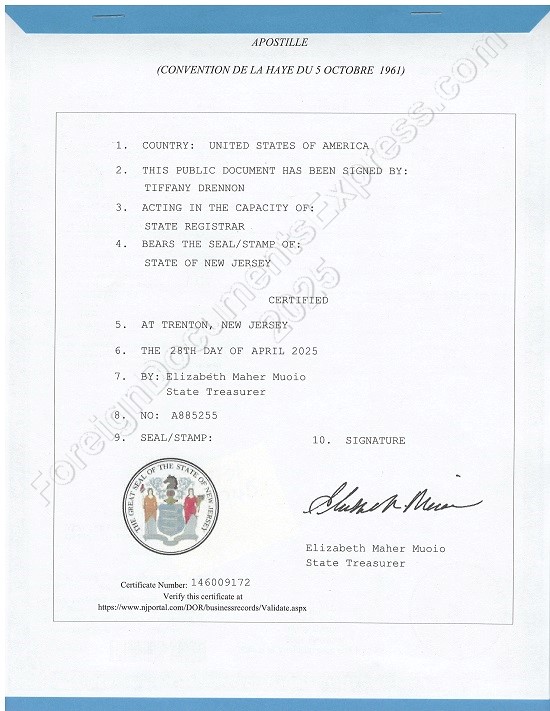 APOSTILLE
(CONVENTION DE LA HAYE DU 5 OCTOBRE 1961)
1. COUNTRY: UNITED STATES OF AMERICA
2. THIS PUBLIC DOCUMENT HAS BEEN SIGNED BY:
TIFFANY DRENNON
3. ACTING IN THE CAPACITY OF:
STATE REGISTRAR
4. BEARS THE SEAL/STAMP OF:
STATE OF NEW JERSEY
CERTIFIED
5. AT TRENTON, NEW JERSEY
6. THE 28TH DAY OF APRIL 2025
7. BY: Elizabeth Maher Muoio
State Treasurer
8. NO: A885255
9. SEAL/STAMP:
10. SIGNATURE
THE GREAT SEAL OF THE STATE OF NEW JERSEY
Elizabeth Maher Muoio
State Treasurer
Certificate Number: 146009172
Verify this certificate at
https://www.njportal.com/DOR/businessrecords/Validate.aspx
ForeignDocumentsExpress.com
2025